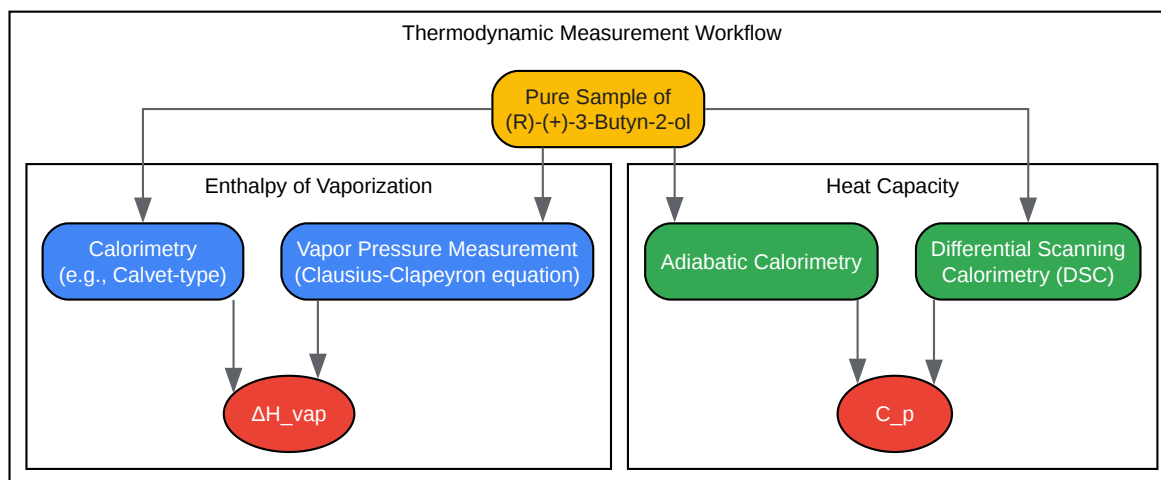 Thermodynamic Measurement Workflow
Pure Sample of
(R)-(+)-3-Butyn-2-ol
Enthalpy of Vaporization
Heat Capacity
Calorimetry
(e.g., Calvet-type)
Vapor Pressure Measurement
(Clausius-Clapeyron equation)
Adiabatic Calorimetry
Differential Scanning
Calorimetry (DSC)
ΔH_vap
C_p